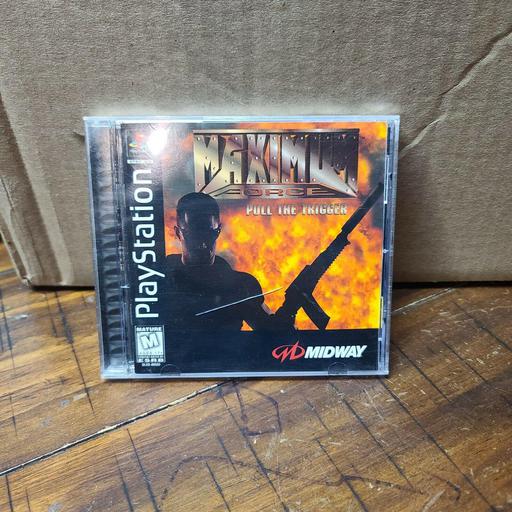 MAXIMUM
FORCE
PULL THE TRIGGER
PlayStation
MATURE
M
ESRB
MIDWAY